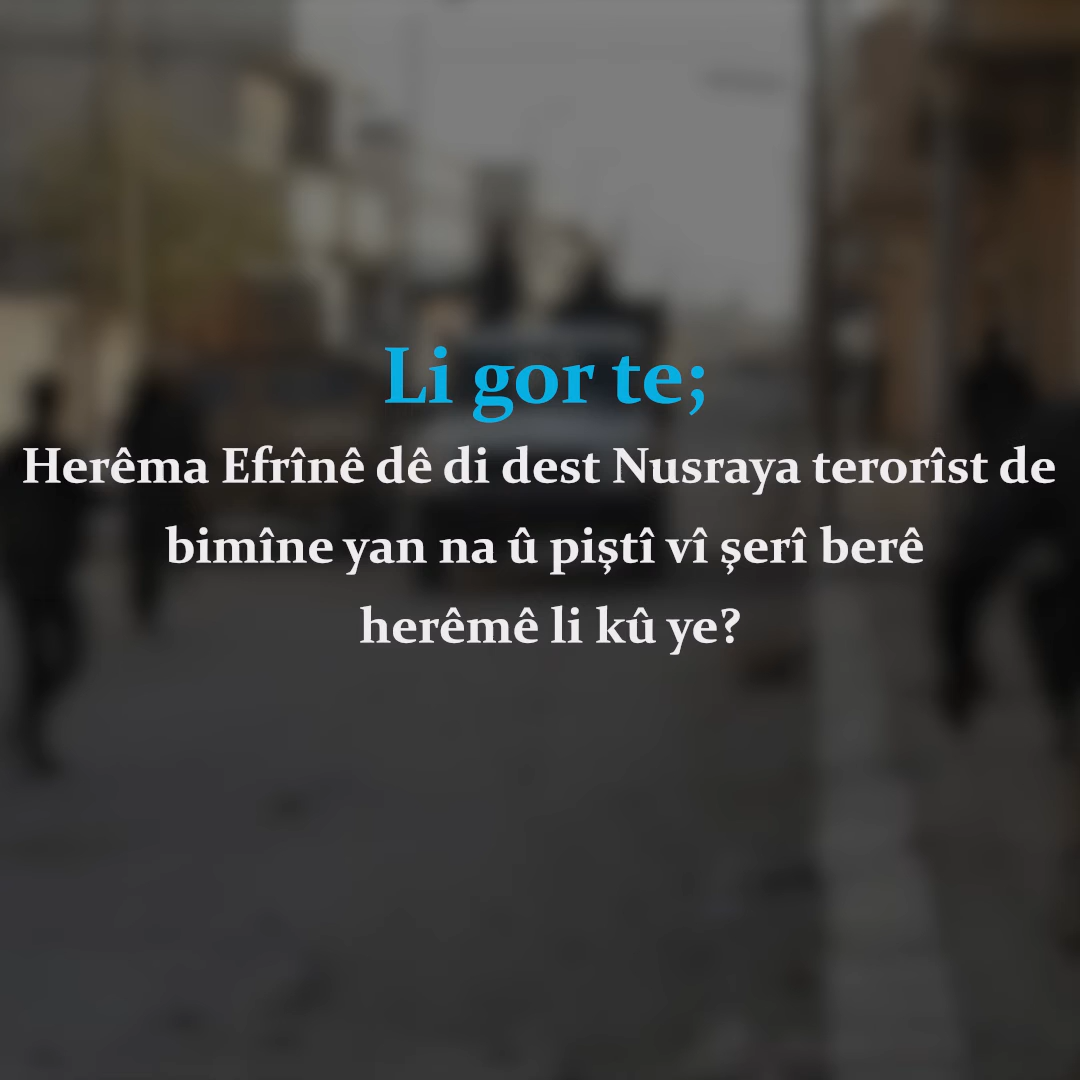 Li gor te;
Herêma Efrînê dê di dest Nusraya terorîst de
bimîne yan na û piştî vî şerî berê
herêmê li kû ye?